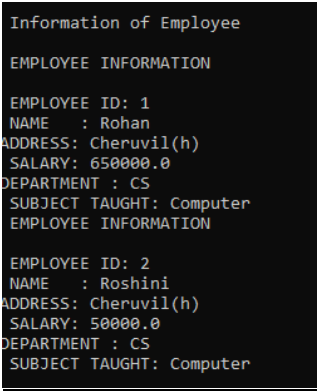 Information of Employee
EMPLOYEE INFORMATION
EMPLOYEE ID: 1
NAME   : Rohan
ADDRESS: Cheruvil(h)
SALARY: 650000.0
DEPARTMENT : CS
SUBJECT TAUGHT: Computer
EMPLOYEE INFORMATION
EMPLOYEE ID: 2
NAME   : Roshini
ADDRESS: Cheruvil(h)
SALARY: 50000.0
DEPARTMENT : CS
SUBJECT TAUGHT: Computer